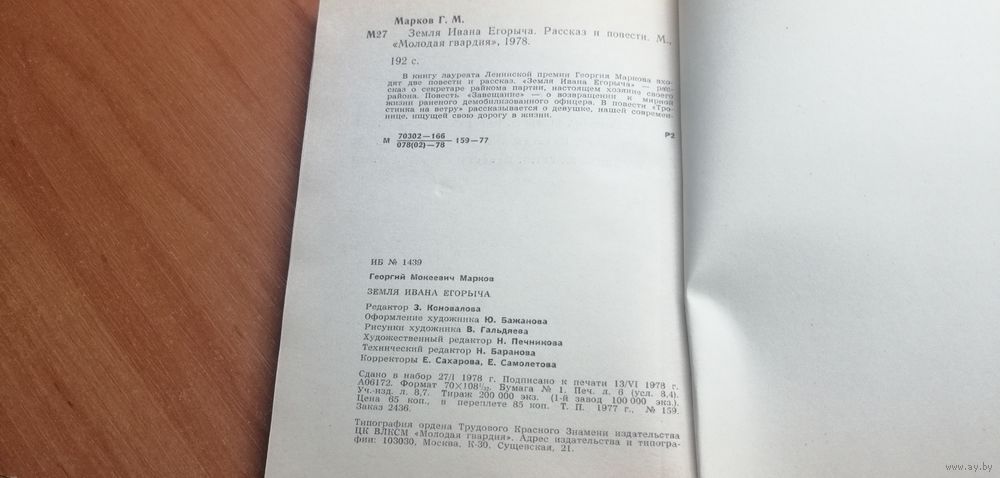 Марков Г. М.
М27 Земля Ивана Егорыча. Рассказ и повести. М.,
«Молодая гвардия», 1978.
192 с.
В книгу лауреата Ленинской премии Георгия Маркова вхо-
дят две повести и рассказ. «Земля Ивана Егорыча» — рас-
сказ о секретаре райкома партии, настоящем хозяине своего
района. Повесть «Завещание» — о возвращении к мирной
жизни раненого демобилизованного офицера. В повести «Тро-
стинка на ветру» рассказывается о девушке, нашей современ-
нице, ищущей свою дорогу в жизни.
М 70302—166 159—77 Р2
078(02)—78
ИБ № 1439
Георгий Мокеевич Марков
ЗЕМЛЯ ИВАНА ЕГОРЫЧА
Редактор З. Коновалова
Оформление художника Ю. Бажанова
Рисунки художника В. Гальдяева
Художественный редактор Н. Печникова
Технический редактор Н. Баранова
Корректоры Е. Сахарова, Е. Самолетова
Сдано в набор 27/I 1978 г. Подписано к печати 13/VI 1978 г.
А06172. Формат 70×108¹/₃₂. Бумага № 1. Печ. л. 6 (усл. 8,4).
Уч.-изд. л. 8,7. Тираж 200 000 экз. (1-й завод 100 000 экз.).
Цена 65 коп., в переплете 85 коп. Т. П. 1977 г., № 159.
Заказ 2436.
Типография ордена Трудового Красного Знамени издательства
ЦК ВЛКСМ «Молодая гвардия». Адрес издательства и типогра-
фии: 103030, Москва, К-30, Сущевская, 21.
www.ay.by